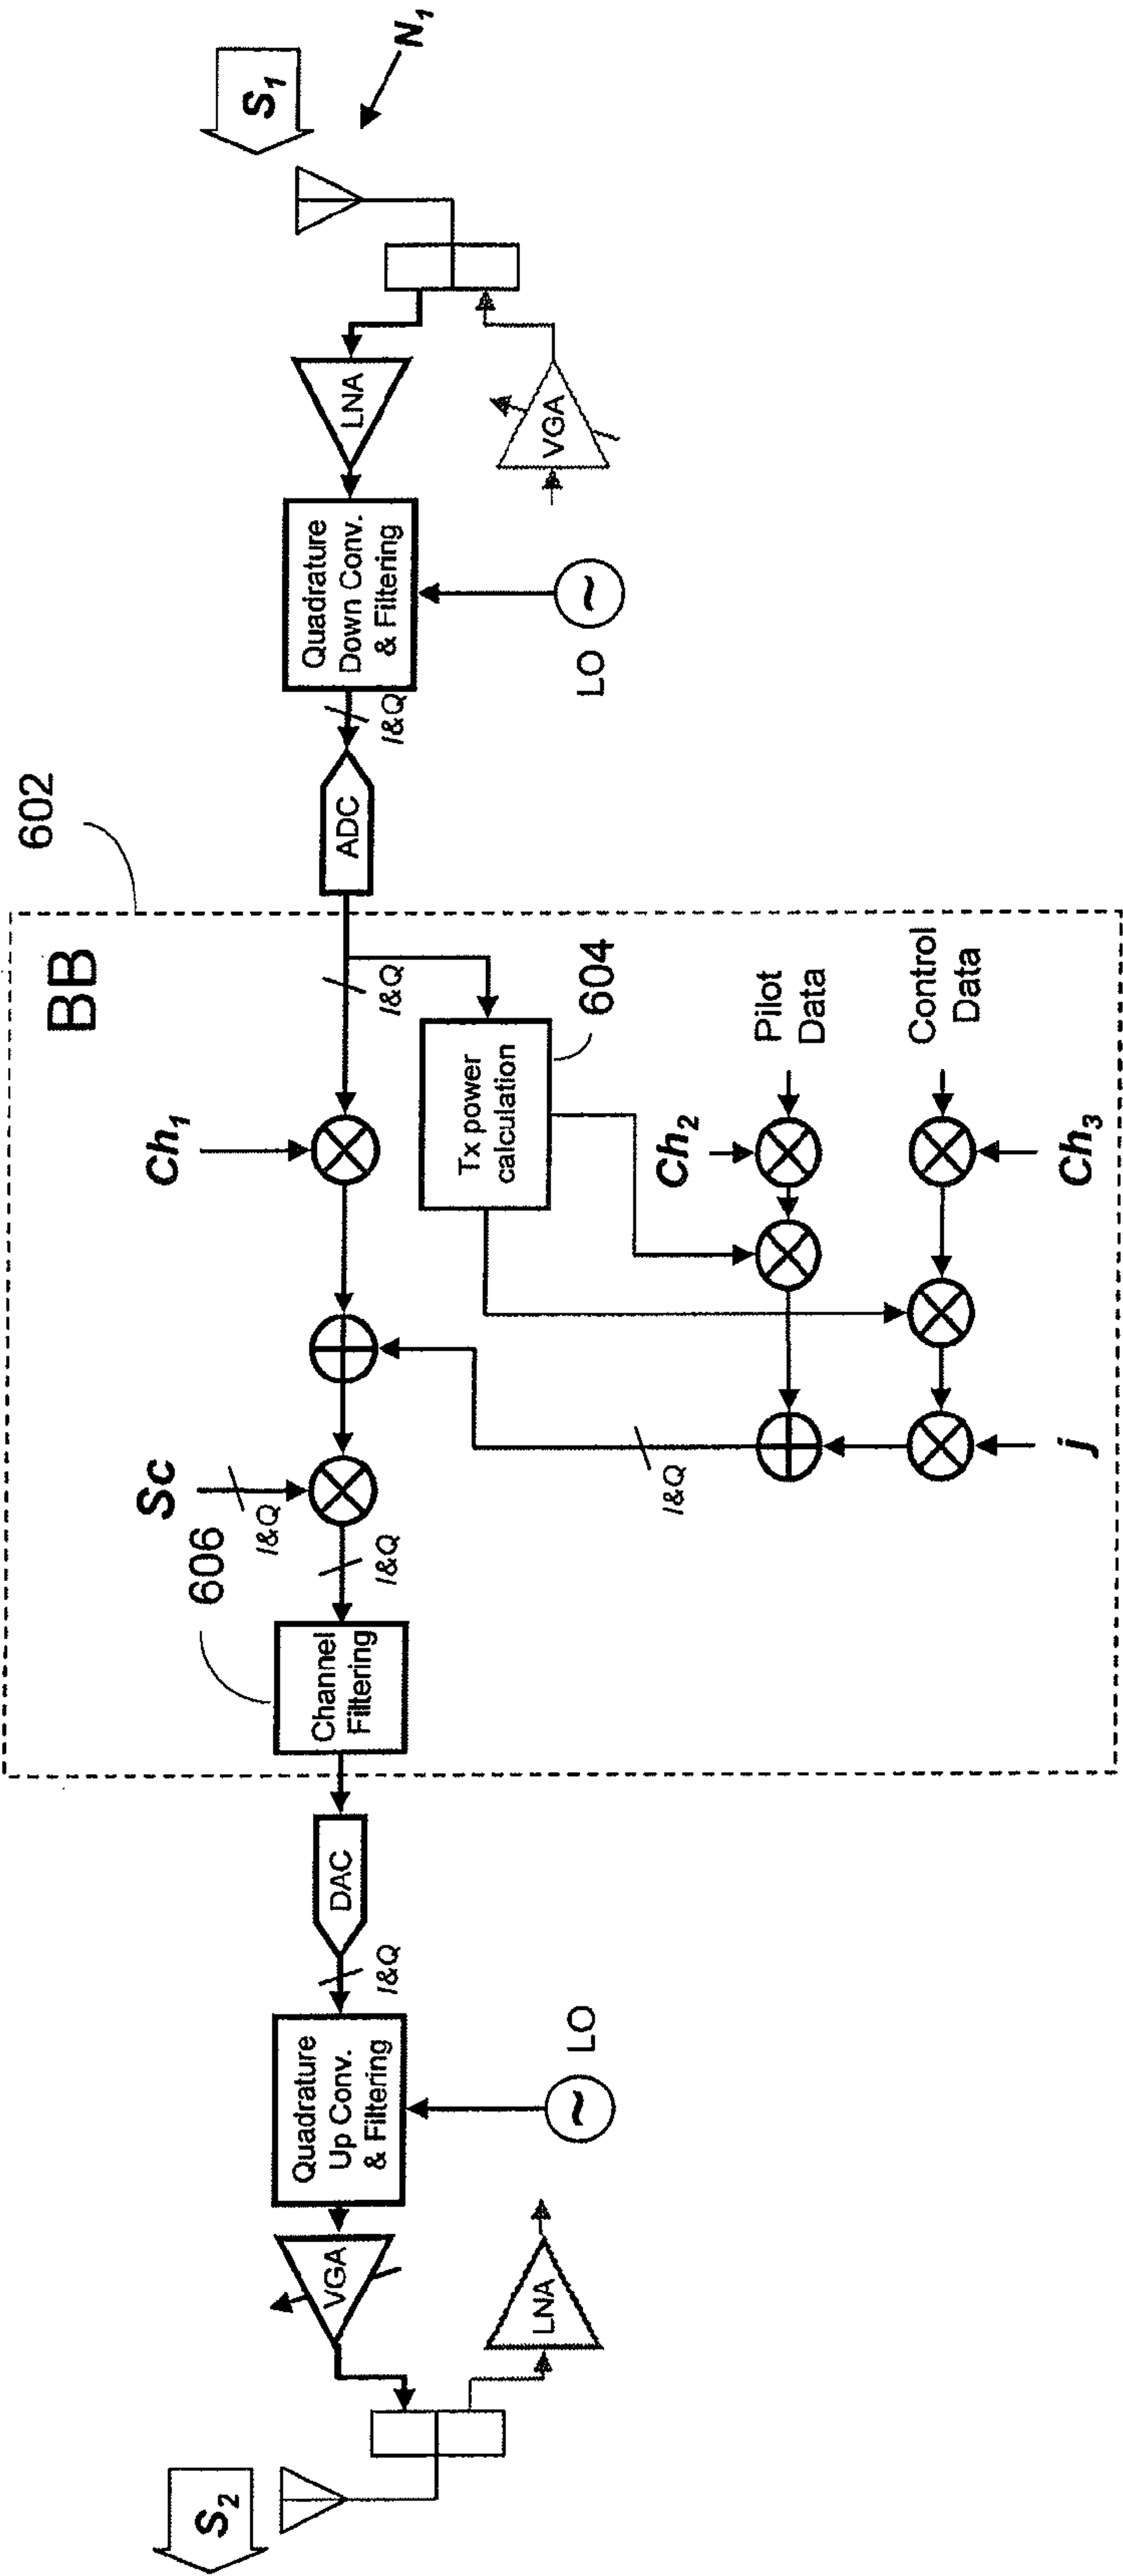 S₂
VGA
LNA
Quadrature
Up Conv.
& Filtering
LO
I&Q
DAC
602
BB
606
Channel
Filtering
I&Q
Sc
I&Q
Ch₁
I&Q
Tx power
calculation
604
I&Q
Ch₂
Pilot
Data
Control
Data
Ch₃
j
ADC
I&Q
Quadrature
Down Conv.
& Filtering
LO
LNA
VGA
S₁
N₁